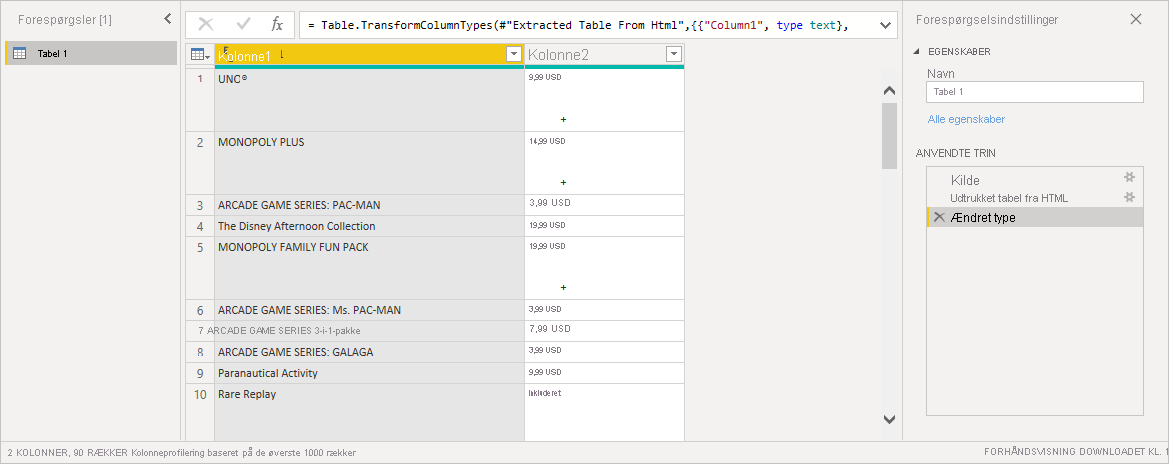 Forespørgsler [1]
Tabel 1
fx
= Table.TransformColumnTypes(#"Extracted Table From Html",{{"Column1", type text},
Kolonne1
Kolonne2
1 UNO® 9,99 USD
+
2 MONOPOLY PLUS 14,99 USD
+
3 ARCADE GAME SERIES: PAC-MAN 3,99 USD
4 The Disney Afternoon Collection 19,99 USD
5 MONOPOLY FAMILY FUN PACK 19,99 USD
+
6 ARCADE GAME SERIES: Ms. PAC-MAN 3,99 USD
7 ARCADE GAME SERIES 3-i-1-pakke 7,99 USD
8 ARCADE GAME SERIES: GALAGA 3,99 USD
9 Paranautical Activity 9,99 USD
10 Rare Replay Inkluderet
2 KOLONNER, 90 RÆKKER Kolonneprofilering baseret på de øverste 1000 rækker
Forespørgselsindstillinger
EGENSKABER
Navn
Tabel 1
Alle egenskaber
ANVENDTE TRIN
Kilde
Udtrukket tabel fra HTML
Ændret type
FORHÅNDSVISNING DOWNLOADET KL. 1